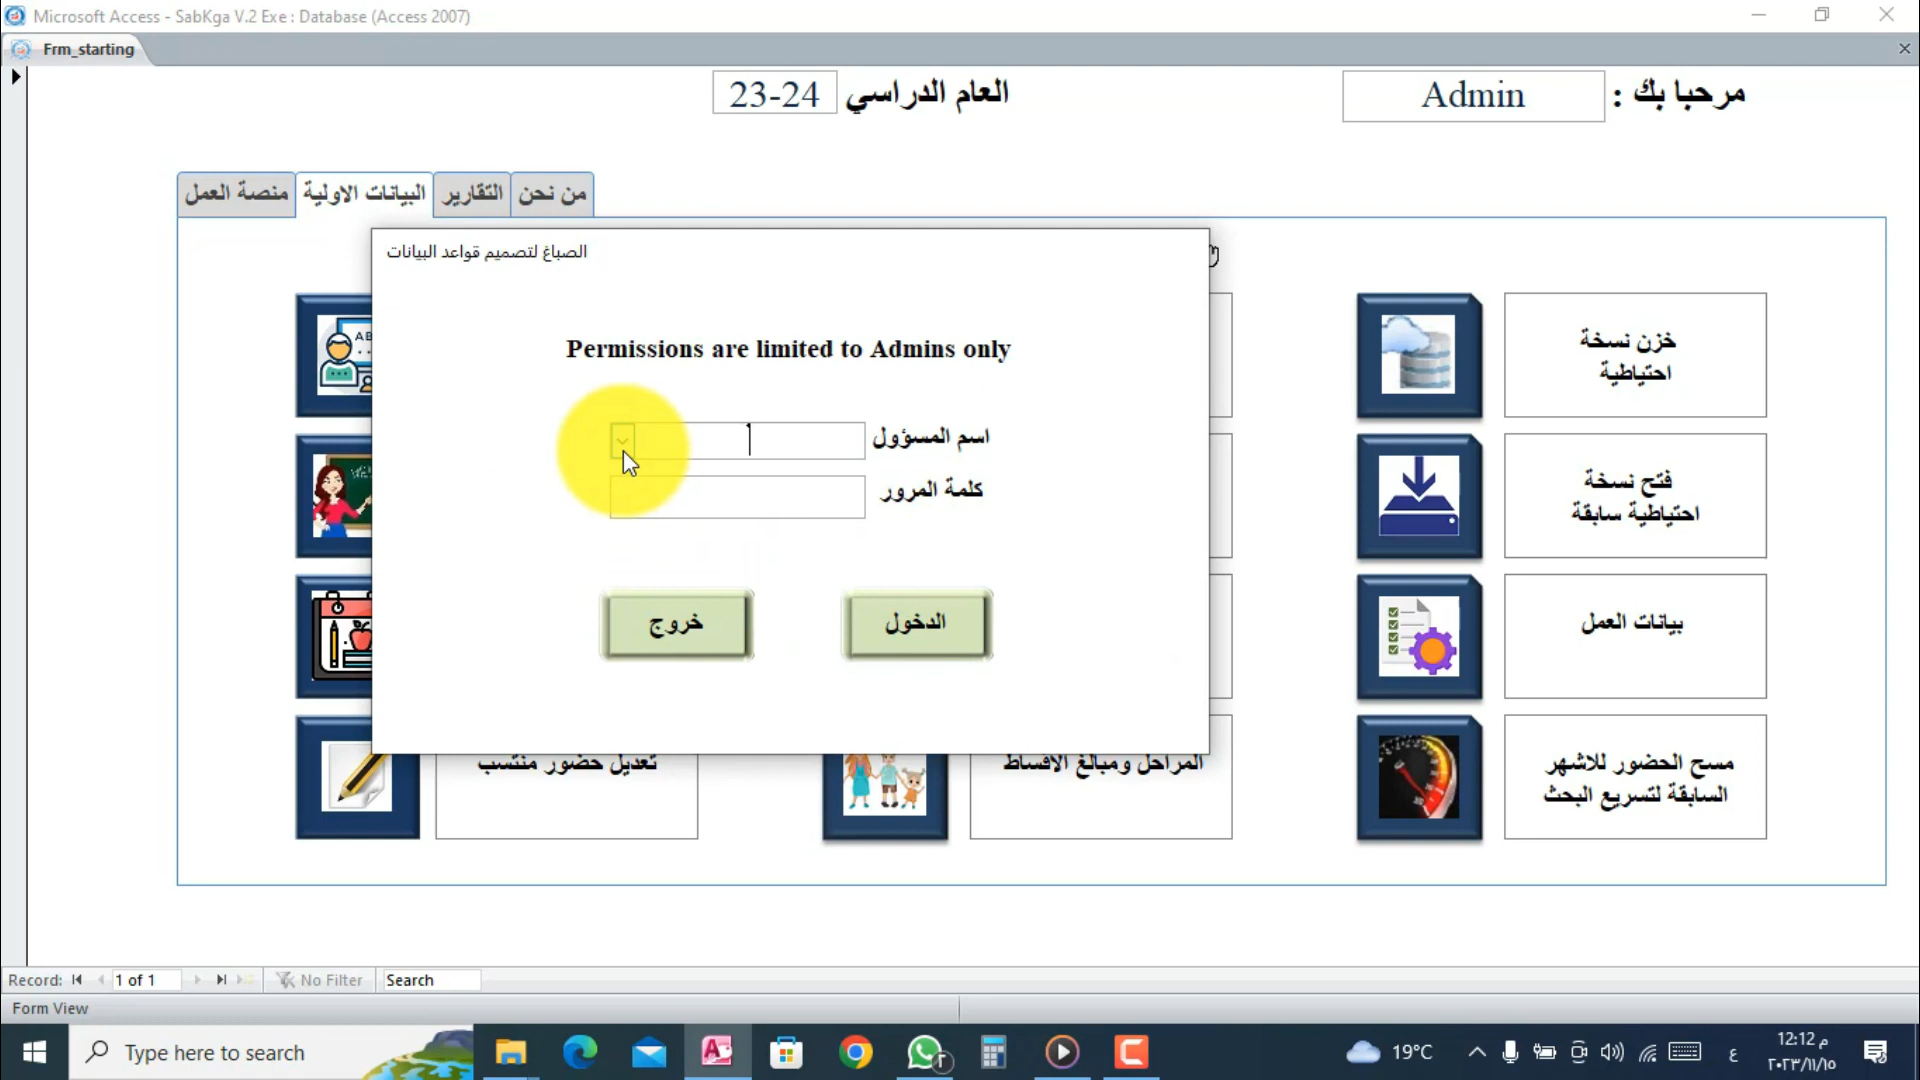 Microsoft Access - SabKga V.2 Exe : Database (Access 2007)
Frm_starting
مرحبا بك :
Admin
العام الدراسي
23-24
منصة العمل
البيانات الاولية
التقارير
من نحن
الصباغ لتصميم قواعد البيانات
Permissions are limited to Admins only
اسم المسؤول
كلمة المرور
الدخول
خروج
خزن نسخة
احتياطية
فتح نسخة
احتياطية سابقة
بيانات العمل
مسح الحضور للاشهر
السابقة لتسريع البحث
المراحل ومبالغ الاقساط
تعديل حضور منتسب
Record:
1 of 1
No Filter
Search
Form View
Type here to search
19°C
ع
12:12 م
٢٠٢٣/١١/١٥